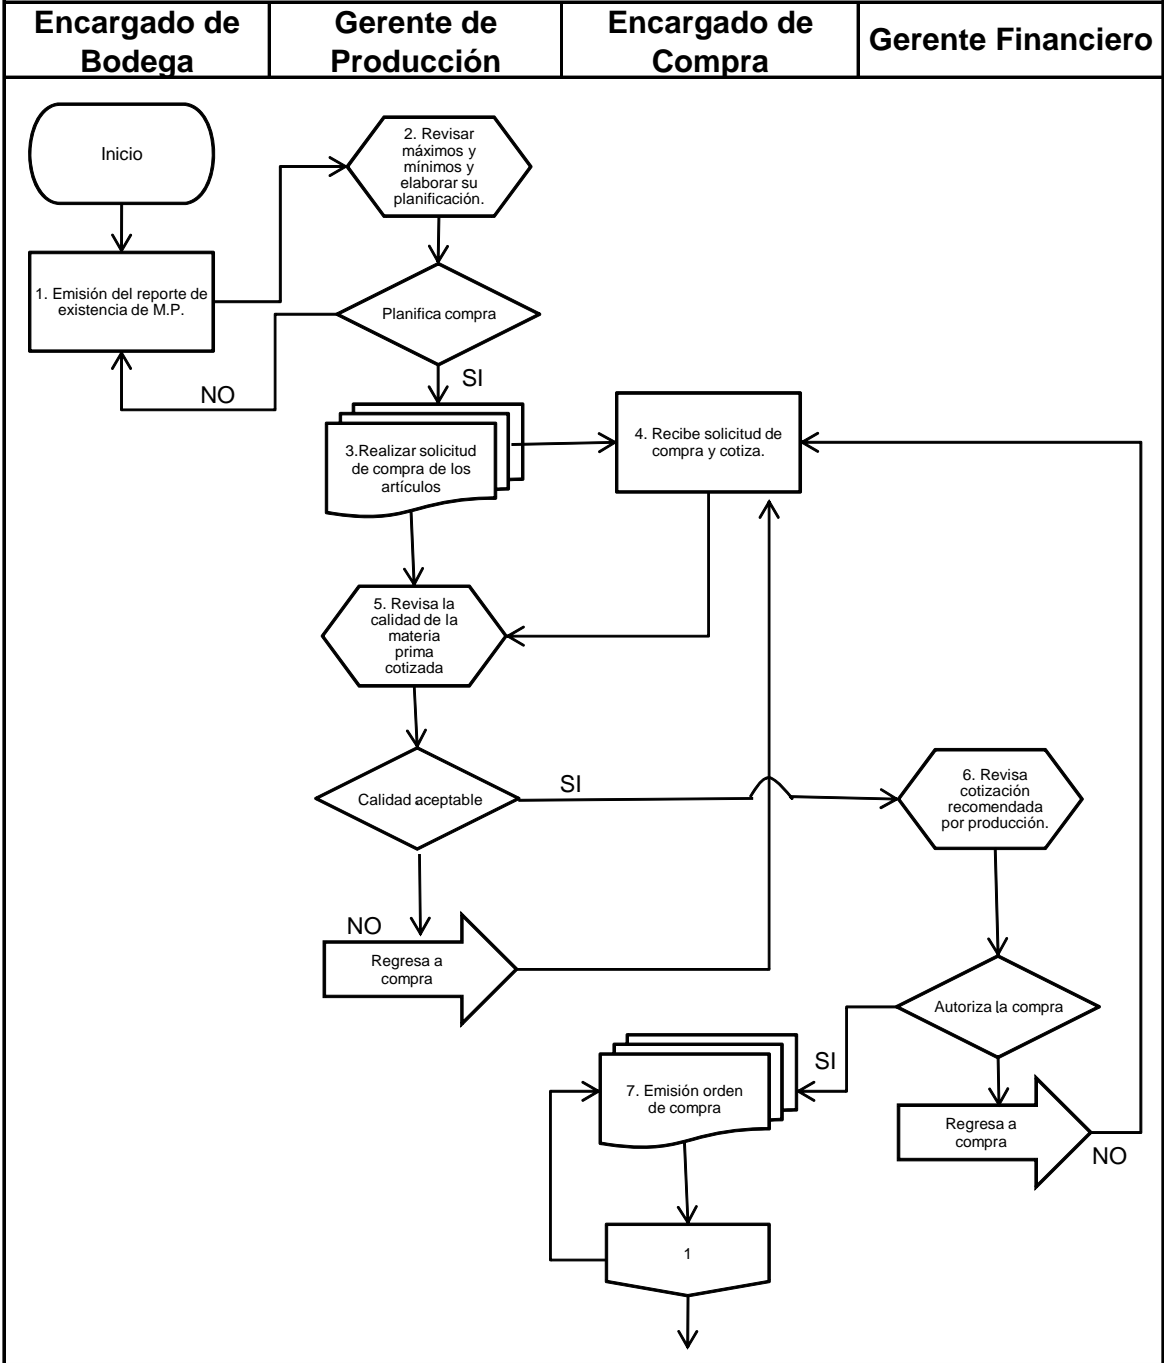 Encargado de
Bodega
Gerente de
Producción
Encargado de
Compra
Gerente Financiero
Inicio
2. Revisar
máximos y
mínimos y
elaborar su
planificación.
1. Emisión del reporte de
existencia de M.P.
Planifica compra
NO
SI
3.Realizar solicitud
de compra de los
artículos
4. Recibe solicitud de
compra y cotiza.
5. Revisa la
calidad de la
materia
prima
cotizada
Calidad aceptable
SI
6. Revisa
cotización
recomendada
por producción.
NO
Regresa a
compra
Autoriza la compra
SI
7. Emisión orden
de compra
Regresa a
compra
NO
1